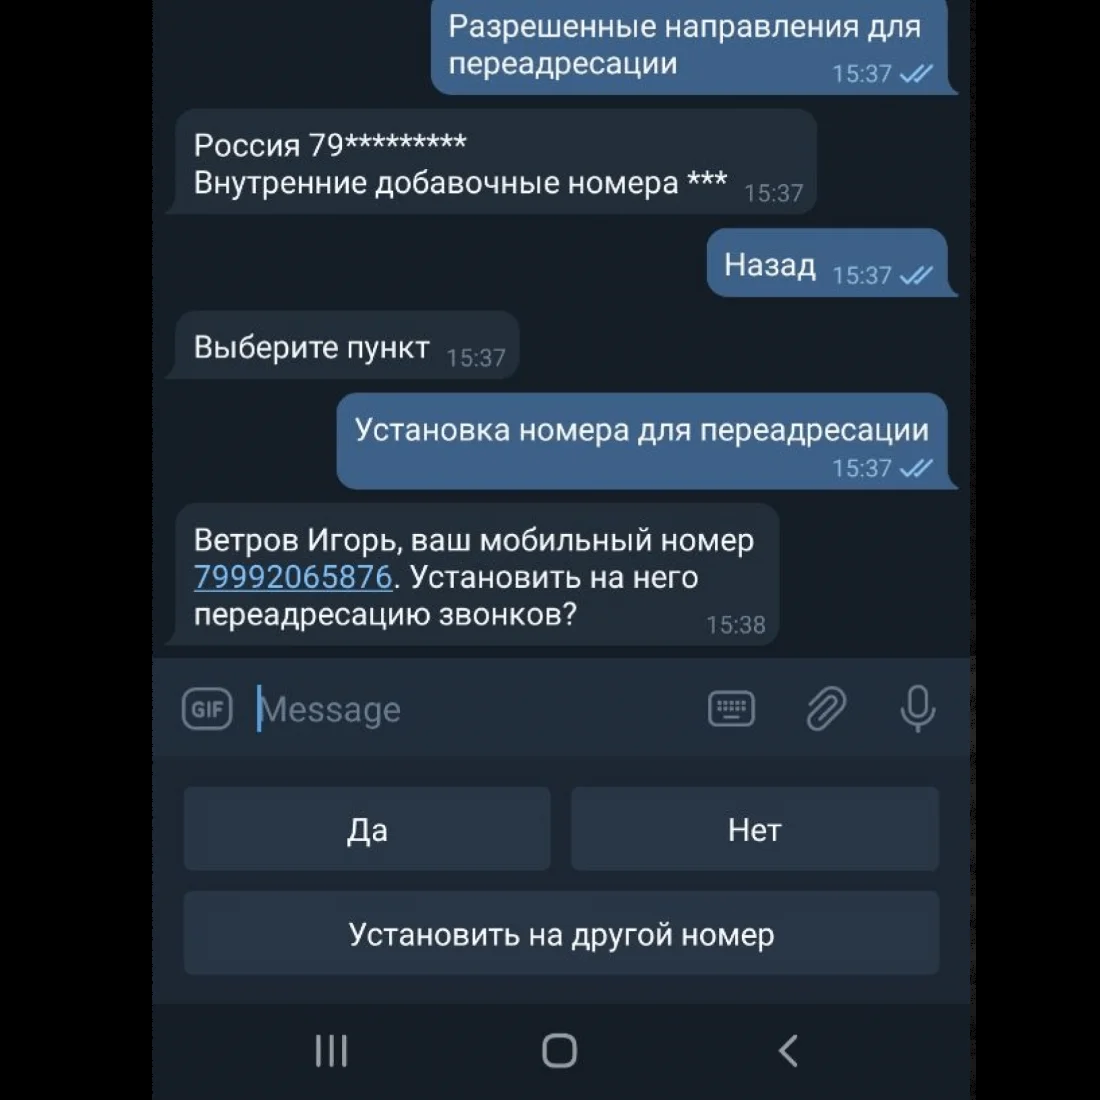 Разрешенные направления для
переадресации
15:37
Россия 79*********
Внутренние добавочные номера ***
15:37
Назад 15:37
Выберите пункт 15:37
Установка номера для переадресации
15:37
Ветров Игорь, ваш мобильный номер
79992065876. Установить на него
переадресацию звонков?
15:38
GIF Message
Да Нет
Установить на другой номер